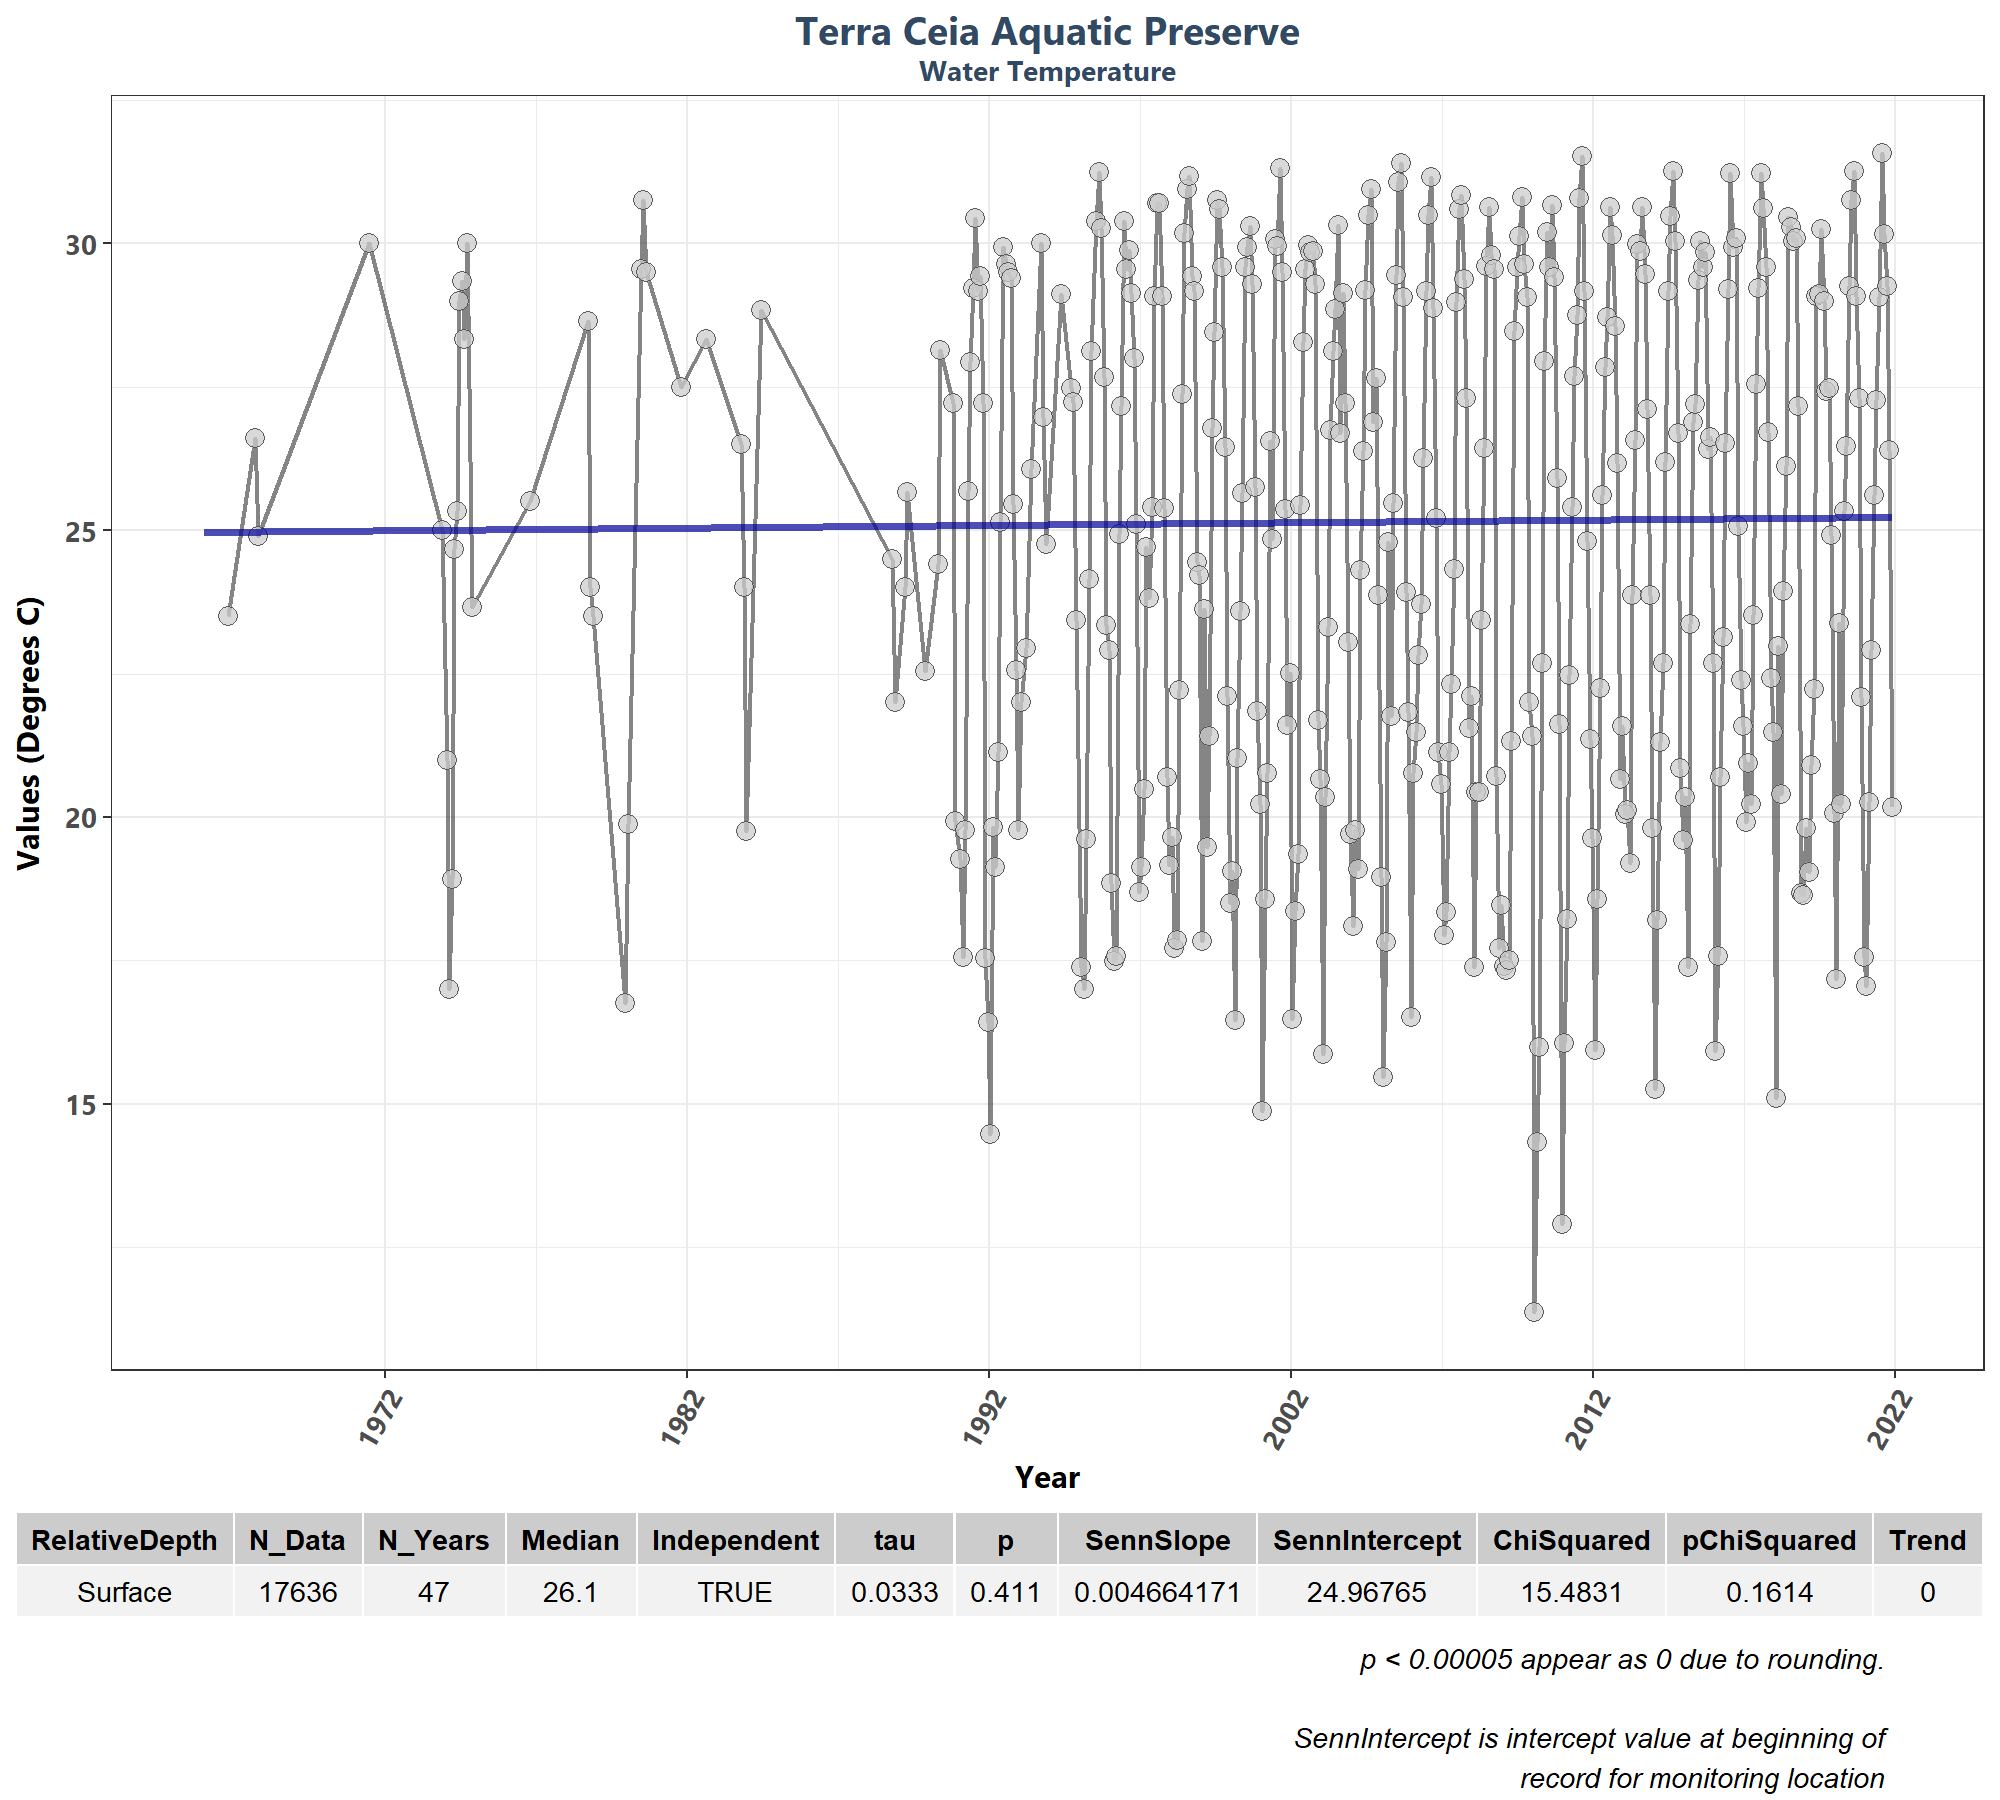 Terra Ceia Aquatic Preserve
Water Temperature
Values (Degrees C)
30
25
20
15
1972
1982
1992
2002
2012
2022
Year
RelativeDepth N_Data N_Years Median Independent tau p SennSlope SennIntercept ChiSquared pChiSquared Trend
Surface 17636 47 26.1 TRUE 0.0333 0.411 0.004664171 24.96765 15.4831 0.1614 0
p < 0.00005 appear as 0 due to rounding.
SennIntercept is intercept value at beginning of
record for monitoring location